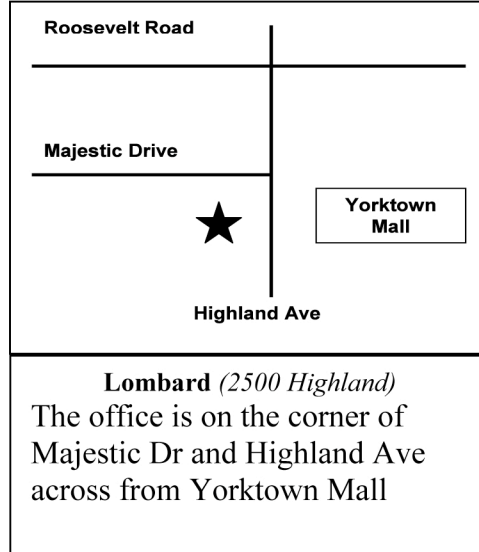 Roosevelt Road
Majestic Drive
Yorktown
Mall
Highland Ave
Lombard (2500 Highland)
The office is on the corner of
Majestic Dr and Highland Ave
across from Yorktown Mall